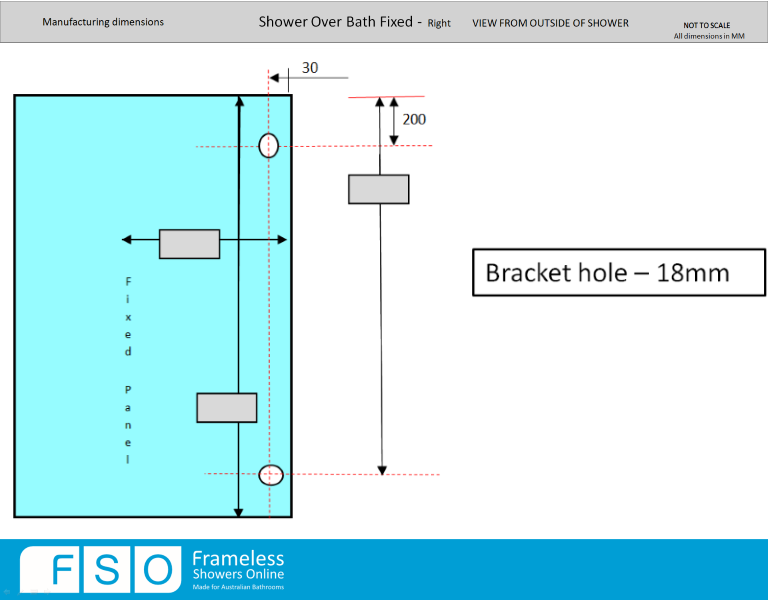 Manufacturing dimensions
Shower Over Bath Fixed - Right
VIEW FROM OUTSIDE OF SHOWER
NOT TO SCALE
All dimensions in MM
30
200
Bracket hole – 18mm
Fixed Panel
FSO
Frameless
Showers Online
Made for Australian Bathrooms